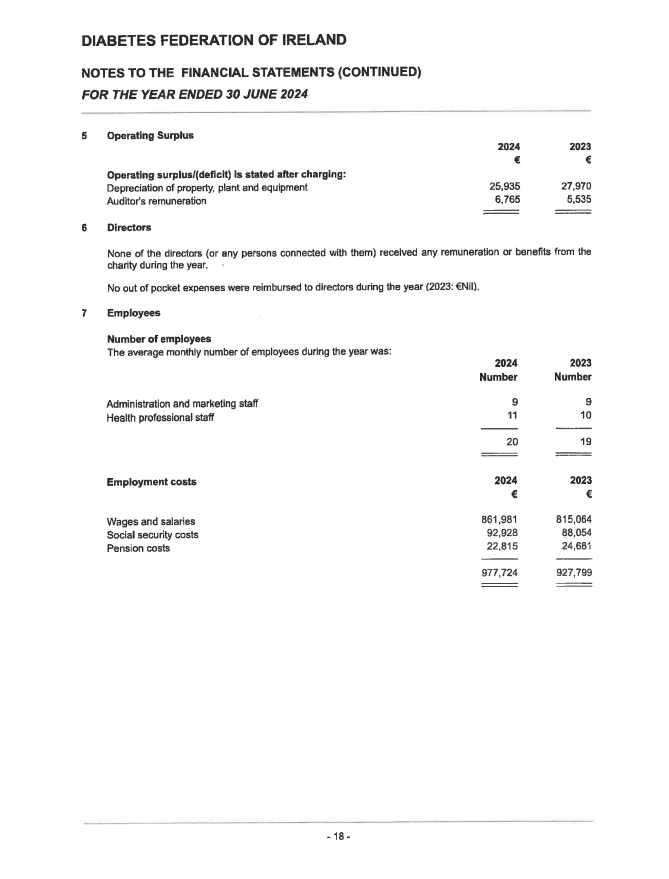 DIABETES FEDERATION OF IRELAND
NOTES TO THE FINANCIAL STATEMENTS (CONTINUED)
FOR THE YEAR ENDED 30 JUNE 2024
5 Operating Surplus
2024 2023
€ €
Operating surplus/(deficit) is stated after charging:
Depreciation of property, plant and equipment 25,935 27,970
Auditor's remuneration 6,765 5,535
6 Directors
None of the directors (or any persons connected with them) received any remuneration or benefits from the
charity during the year.
No out of pocket expenses were reimbursed to directors during the year (2023: €Nil).
7 Employees
Number of employees
The average monthly number of employees during the year was:
2024 2023
Number Number
Administration and marketing staff 9 9
Health professional staff 11 10
20 19
Employment costs 2024 2023
€ €
Wages and salaries 861,981 815,064
Social security costs 92,928 88,054
Pension costs 22,815 24,681
977,724 927,799
- 18 -